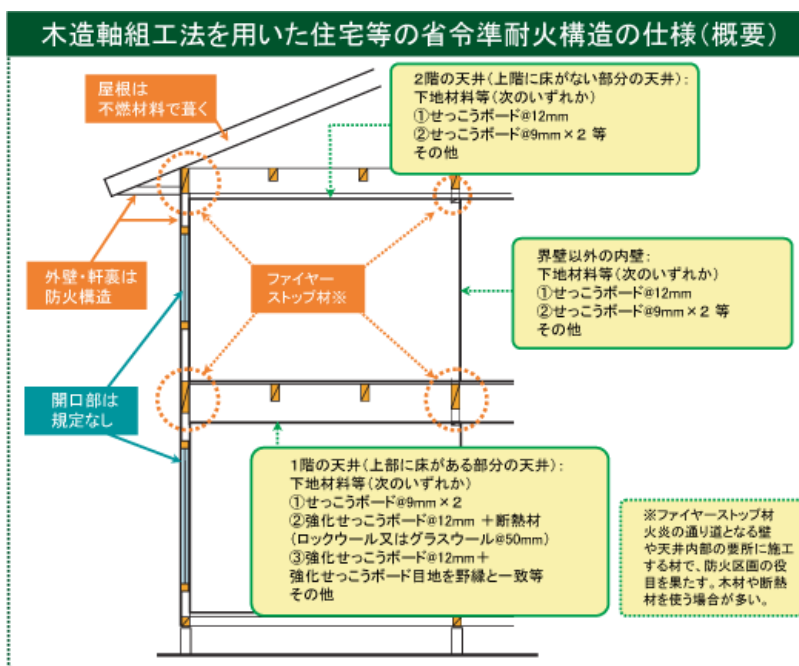 木造軸組工法を用いた住宅等の省令準耐火構造の仕様(概要)
屋根は
不燃材料で葺く
2階の天井(上階に床がない部分の天井):
下地材料等(次のいずれか)
①せっこうボード@12mm
②せっこうボード@9mm×2 等
その他
外壁・軒裏は
防火構造
ファイヤー
ストップ材※
界壁以外の内壁:
下地材料等(次のいずれか)
①せっこうボード@12mm
②せっこうボード@9mm×2 等
その他
開口部は
規定なし
1階の天井(上部に床がある部分の天井):
下地材料等(次のいずれか)
①せっこうボード@9mm×2
②強化せっこうボード@12mm +断熱材
(ロックウール又はグラスウール@50mm)
③強化せっこうボード@12mm+
強化せっこうボード目地を野縁と一致等
その他
※ファイヤーストップ材
火炎の通り道となる壁
や天井内部の要所に施工
する材で、防火区画の役
目を果たす。木材や断熱
材を使う場合が多い。